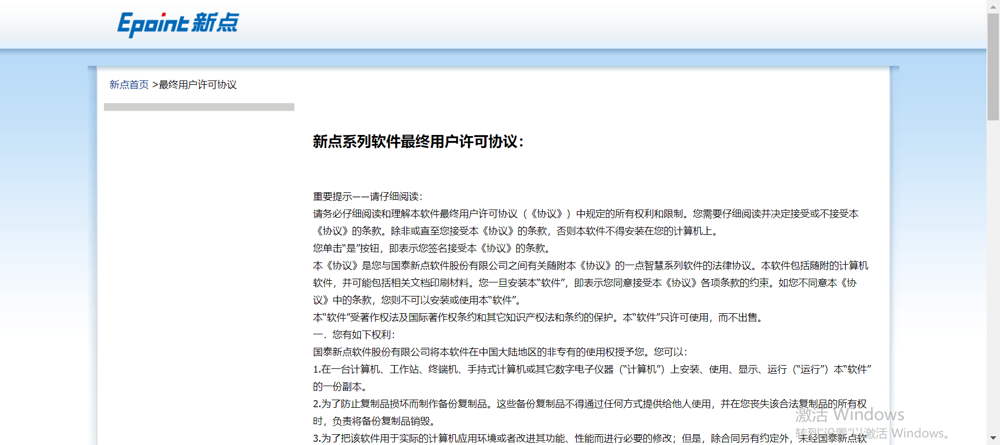 Epoint 新点
新点首页 >最终用户许可协议
新点系列软件最终用户许可协议：
重要提示——请仔细阅读：
请务必仔细阅读和理解本软件最终用户许可协议（《协议》）中规定的所有权利和限制。您需要仔细阅读并决定接受或不接受本
《协议》的条款。除非或直至您接受本《协议》的条款，否则本软件不得安装在您的计算机上。
您单击“是”按钮，即表示您签名接受本《协议》的条款。
本《协议》是您与国泰新点软件股份有限公司之间有关随附本《协议》的一点智慧系列软件的法律协议。本软件包括随附的计算机
软件，并可能包括相关文档印刷材料。您一旦安装本“软件”，即表示您同意接受本《协议》各项条款的约束。如您不同意本《协
议》中的条款，您则不可以安装或使用本“软件”。
本“软件”受著作权法及国际著作权条约和其它知识产权法和条约的保护。本“软件”只许可使用，而不出售。
一．您有如下权利：
国泰新点软件股份有限公司将本软件在中国大陆地区的非专有的使用权授予您。您可以：
1.在一台计算机、工作站、终端机、手持式计算机或其它数字电子仪器（“计算机”）上安装、使用、显示、运行（“运行”）本“软件”
的一份副本。
2.为了防止复制品损坏而制作备份复制品。这些备份复制品不得通过任何方式提供给他人使用，并在您丧失该合法复制品的所有权
时，负责将备份复制品销毁。
3.为了把该软件用于实际的计算机应用环境或者改进其功能、性能而进行必要的修改；但是，除合同另有约定外，未经国泰新点软
激活 Windows
转到“设置”以激活 Windows。